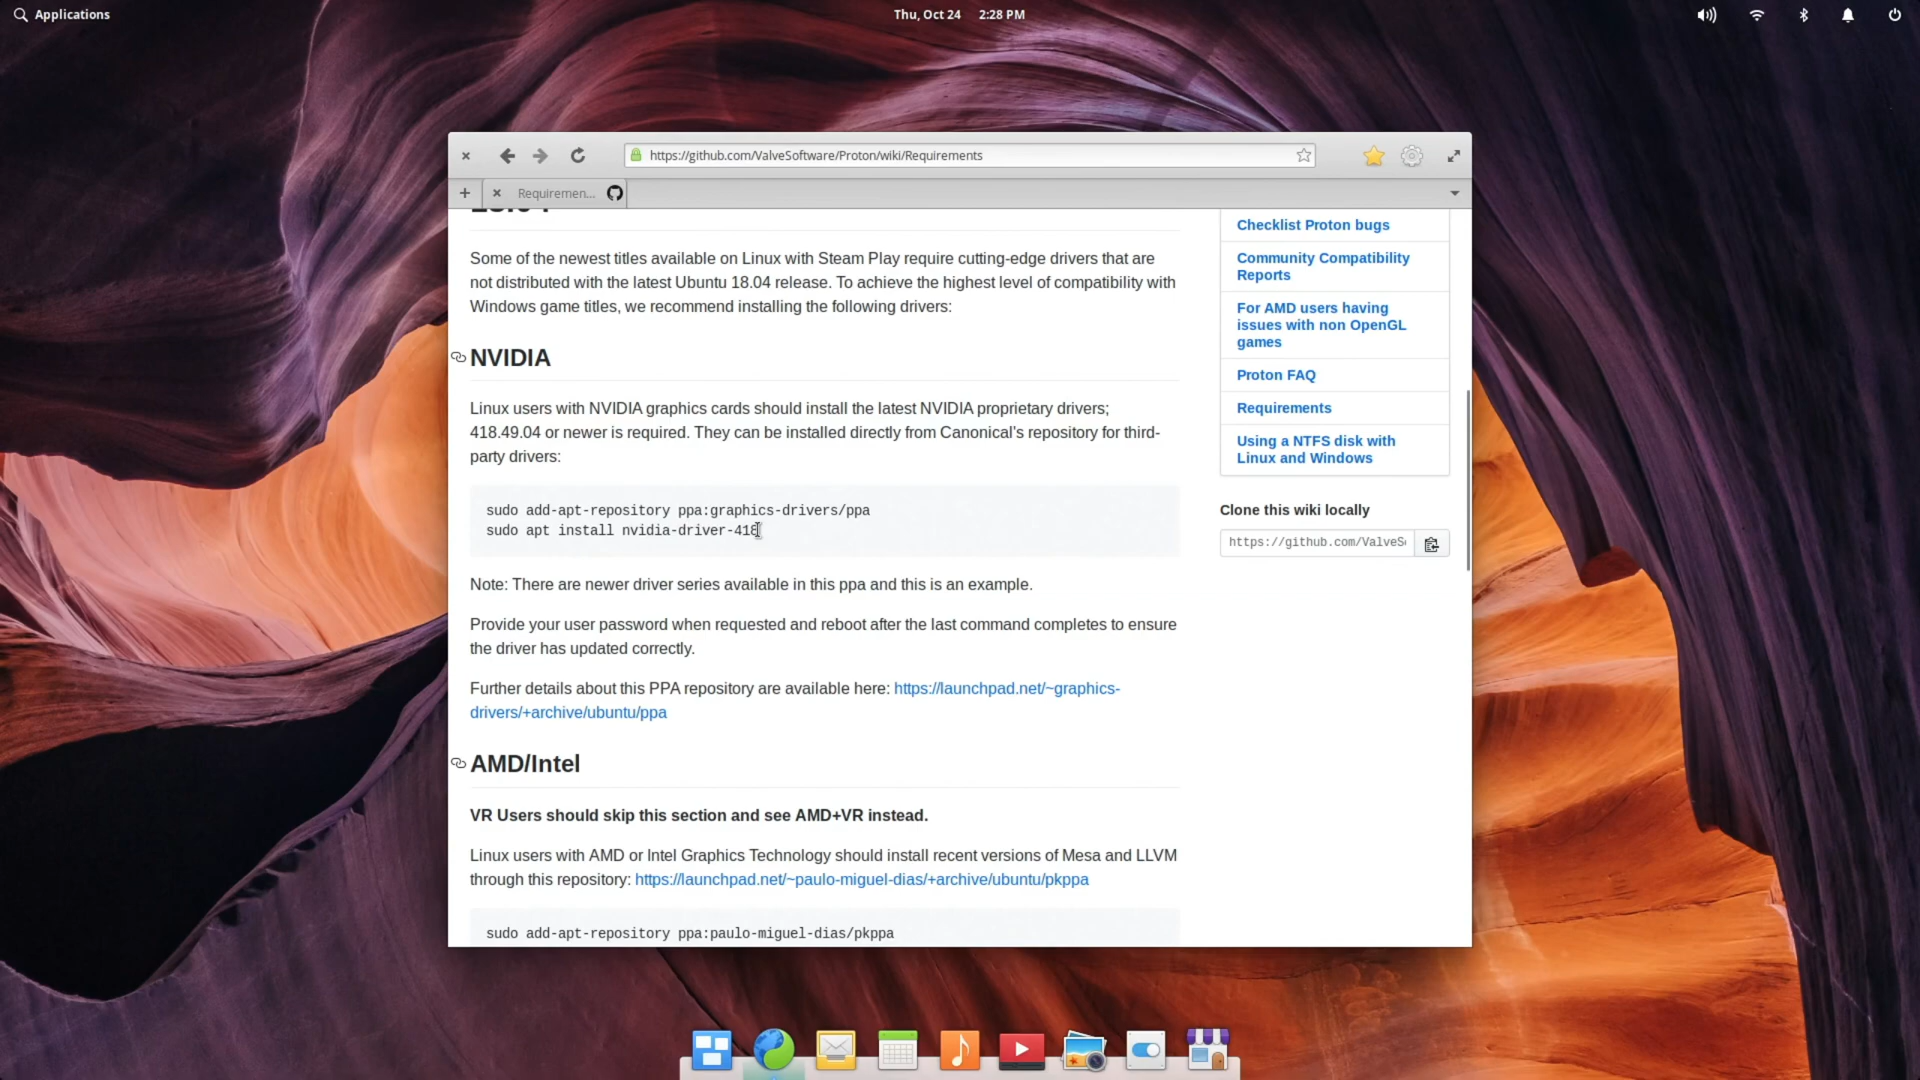 Applications
Thu, Oct 24 2:28 PM
https://github.com/ValveSoftware/Proton/wiki/Requirements
Requiremen...
Some of the newest titles available on Linux with Steam Play require cutting-edge drivers that are
not distributed with the latest Ubuntu 18.04 release. To achieve the highest level of compatibility with
Windows game titles, we recommend installing the following drivers:
NVIDIA
Linux users with NVIDIA graphics cards should install the latest NVIDIA proprietary drivers;
418.49.04 or newer is required. They can be installed directly from Canonical's repository for third-
party drivers:
sudo add-apt-repository ppa:graphics-drivers/ppa
sudo apt install nvidia-driver-418
Note: There are newer driver series available in this ppa and this is an example.
Provide your user password when requested and reboot after the last command completes to ensure
the driver has updated correctly.
Further details about this PPA repository are available here: https://launchpad.net/~graphics-
drivers/+archive/ubuntu/ppa
AMD/Intel
VR Users should skip this section and see AMD+VR instead.
Linux users with AMD or Intel Graphics Technology should install recent versions of Mesa and LLVM
through this repository: https://launchpad.net/~paulo-miguel-dias/+archive/ubuntu/pkppa
sudo add-apt-repository ppa:paulo-miguel-dias/pkppa
Checklist Proton bugs
Community Compatibility
Reports
For AMD users having
issues with non OpenGL
games
Proton FAQ
Requirements
Using a NTFS disk with
Linux and Windows
Clone this wiki locally
https://github.com/ValveSo